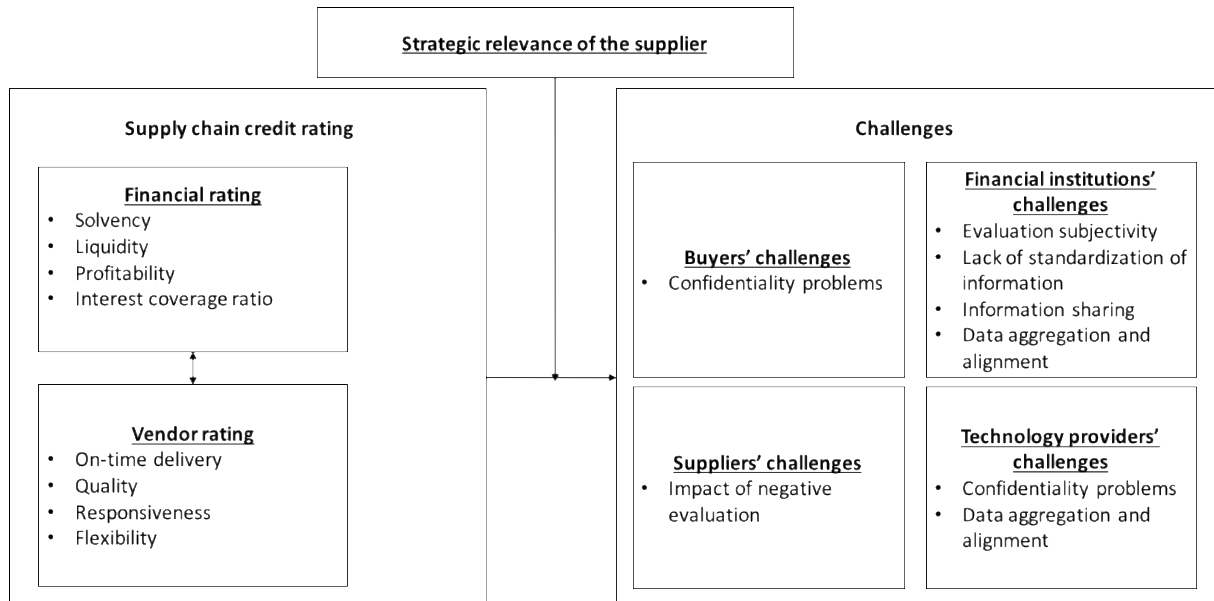 Strategic relevance of the supplier
Supply chain credit rating
Financial rating
• Solvency
• Liquidity
• Profitability
• Interest coverage ratio
Vendor rating
• On-time delivery
• Quality
• Responsiveness
• Flexibility
Challenges
Buyers’ challenges
• Confidentiality problems
Financial institutions’
challenges
• Evaluation subjectivity
• Lack of standardization of
information
• Information sharing
• Data aggregation and
alignment
Suppliers’ challenges
• Impact of negative
evaluation
Technology providers’
challenges
• Confidentiality problems
• Data aggregation and
alignment